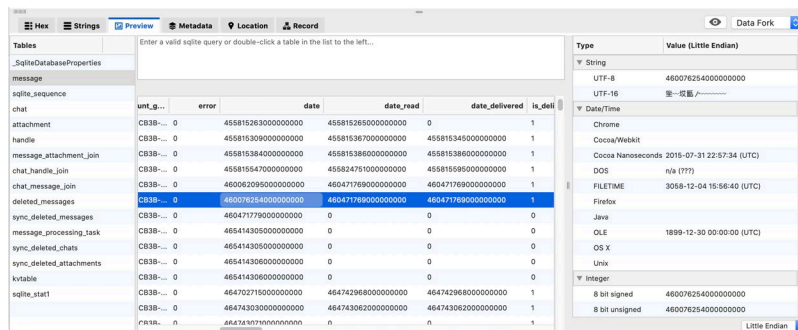 Hex Strings Preview Metadata Location Record Data Fork
Tables
_SqliteDatabaseProperties
message
sqlite_sequence
chat
attachment
handle
message_attachment_join
chat_handle_join
chat_message_join
deleted_messages
sync_deleted_messages
message_processing_task
sync_deleted_chats
sync_deleted_attachments
kvtable
sqlite_stat1
Enter a valid sqlite query or double-click a table in the list to the left...
unt_g... error date date_read date_delivered is_deli
CB3B-... 0 455815263000000000 455815265000000000 0 1
CB3B-... 0 455815309000000000 455815367000000000 455815345000000000 1
CB3B-... 0 455815384000000000 455815386000000000 455815386000000000 1
CB3B-... 0 455815547000000000 455824751000000000 455815595000000000 1
CB3B-... 0 460062095000000000 460471769000000000 460471769000000000 1
CB3B-... 0 460076254000000000 460471769000000000 460471769000000000 1
CB3B-... 0 460471779000000000 0 0 0
CB3B-... 0 465414305000000000 0 0 0
CB3B-... 0 465414305000000000 0 0 0
CB3B-... 0 465414306000000000 0 0 0
CB3B-... 0 464702715000000000 464742968000000000 464742968000000000 1
CB3B-... 0 464743030000000000 464743062000000000 464743062000000000 1
CB3B-... 0 464743071000000000 0 0 1
Type Value (Little Endian)
String
UTF-8 460076254000000000
UTF-16
Date/Time
Chrome
Cocoa/Webkit
Cocoa Nanoseconds 2015-07-31 22:57:34 (UTC)
DOS n/a (???)
FILETIME 3058-12-04 15:56:40 (UTC)
Firefox
Java
OLE 1899-12-30 00:00:00 (UTC)
OS X
Unix
Integer
8 bit signed 460076254000000000
8 bit unsigned 460076254000000000
Little Endian